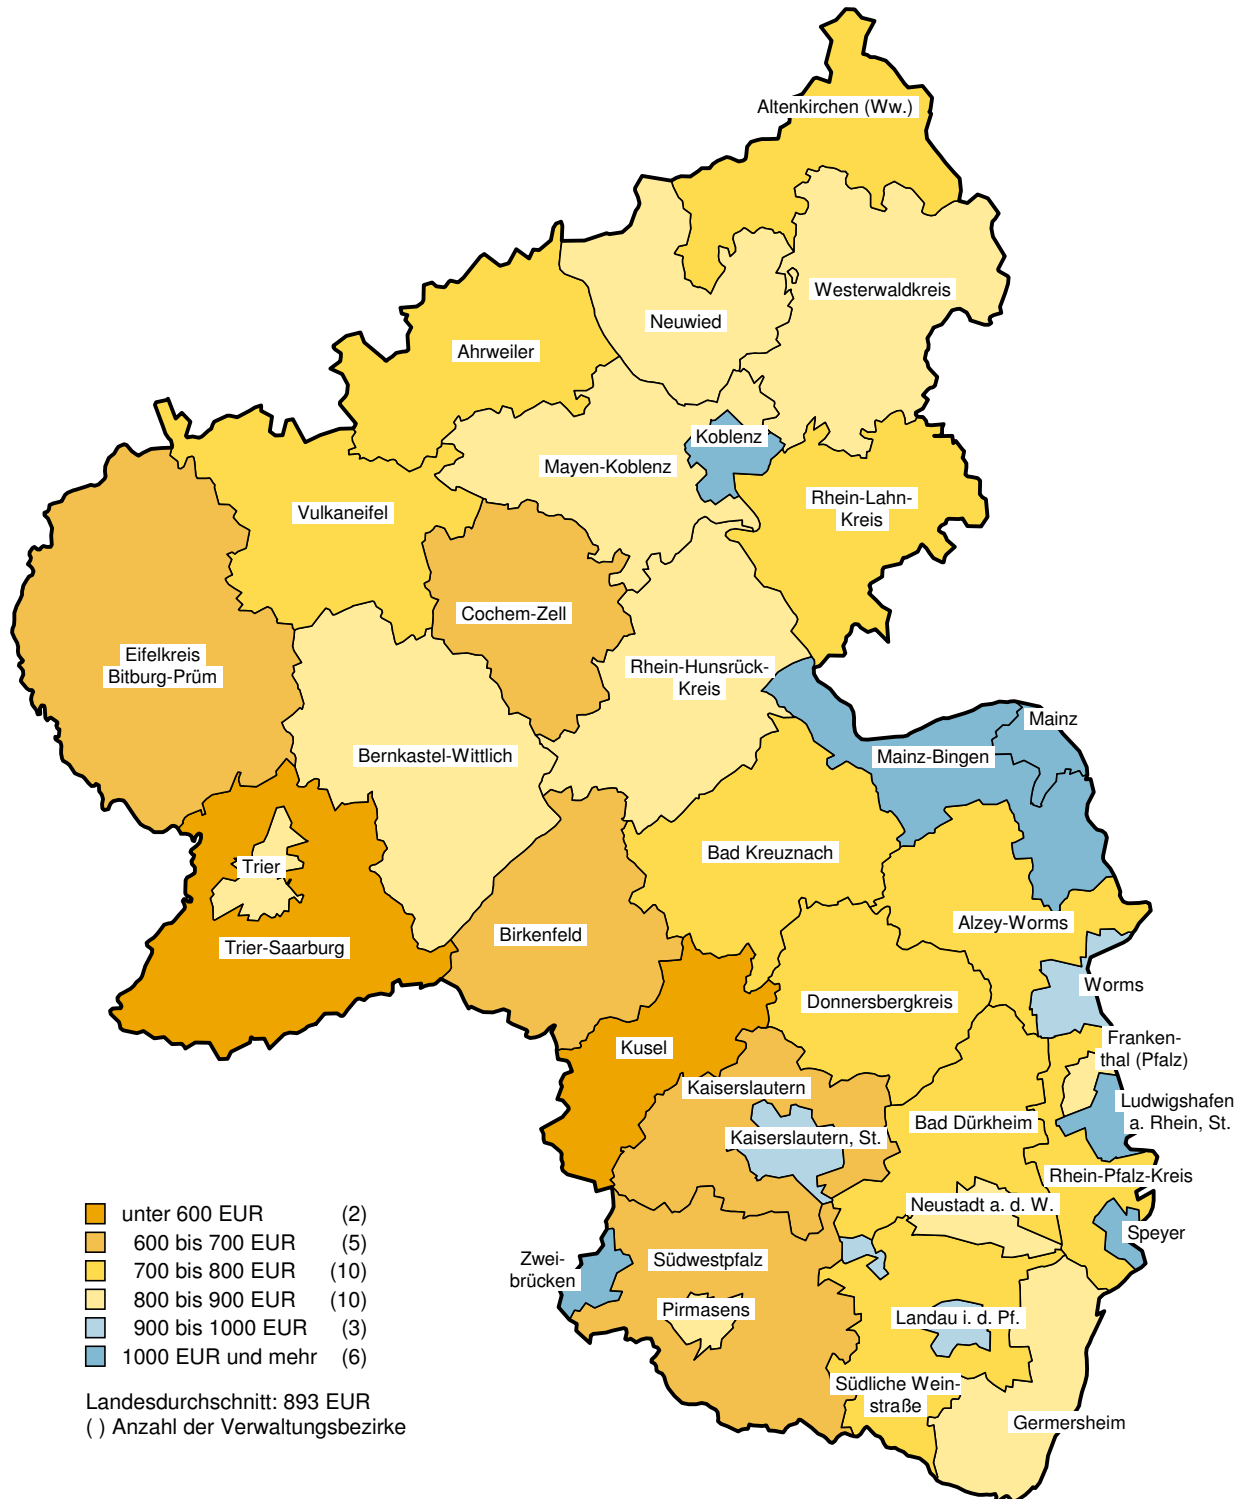 Altenkirchen (Ww.)
Westerwaldkreis
Neuwied
Ahrweiler
Koblenz
Mayen-Koblenz
Rhein-Lahn-
Kreis
Vulkaneifel
Cochem-Zell
Eifelkreis
Bitburg-Prüm
Rhein-Hunsrück-
Kreis
Mainz
Mainz-Bingen
Bernkastel-Wittlich
Bad Kreuznach
Trier
Alzey-Worms
Birkenfeld
Trier-Saarburg
Worms
Donnersbergkreis
Kusel
Franken-
thal (Pfalz)
Kaiserslautern
Ludwigshafen
a. Rhein, St.
Bad Dürkheim
Kaiserslautern, St.
Rhein-Pfalz-Kreis
Neustadt a. d. W.
Speyer
Zwei-
brücken
Südwestpfalz
Pirmasens
Landau i. d. Pf.
Südliche Wein-
straße
Germersheim
unter 600 EUR (2)
600 bis 700 EUR (5)
700 bis 800 EUR (10)
800 bis 900 EUR (10)
900 bis 1000 EUR (3)
1000 EUR und mehr (6)
Landesdurchschnitt: 893 EUR
( ) Anzahl der Verwaltungsbezirke